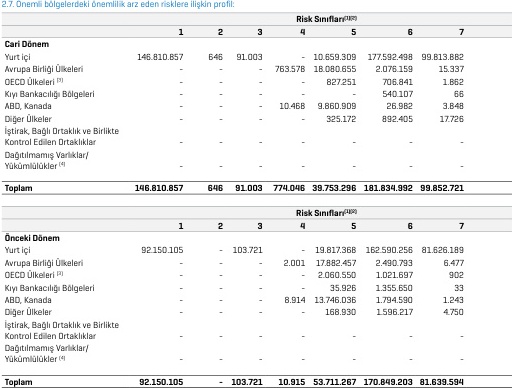 2.7. Önemli bölgelerdeki önemlilik arz eden risklere ilişkin profil:
Risk Sınıfları[1][2]
1 2 3 4 5 6 7
Cari Dönem
Yurt içi 146.810.857 646 91.003 - 10.659.309 177.592.498 99.813.882
Avrupa Birliği Ülkeleri - - - 763.578 18.080.655 2.076.159 15.337
OECD Ülkeleri [3] - - - - 827.251 706.841 1.862
Kıyı Bankacılığı Bölgeleri - - - - - 540.107 66
ABD, Kanada - - - 10.468 9.860.909 26.982 3.848
Diğer Ülkeler - - - - 325.172 892.405 17.726
İştirak, Bağlı Ortaklık ve Birlikte
Kontrol Edilen Ortaklıklar - - - - - - -
Dağıtılmamış Varlıklar/
Yükümlülükler [4] - - - - - - -
Toplam 146.810.857 646 91.003 774.046 39.753.296 181.834.992 99.852.721
Risk Sınıfları[1][2]
1 2 3 4 5 6 7
Önceki Dönem
Yurt içi 92.150.105 - 103.721 - 19.817.368 162.590.256 81.626.189
Avrupa Birliği Ülkeleri - - - 2.001 17.882.457 2.490.793 6.477
OECD Ülkeleri [3] - - - - 2.060.550 1.021.697 902
Kıyı Bankacılığı Bölgeleri - - - - 35.926 1.355.650 33
ABD, Kanada - - - 8.914 13.746.036 1.794.590 1.243
Diğer Ülkeler - - - - 168.930 1.596.217 4.750
İştirak, Bağlı Ortaklık ve Birlikte
Kontrol Edilen Ortaklıklar - - - - - - -
Dağıtılmamış Varlıklar/
Yükümlülükler [4] - - - - - - -
Toplam 92.150.105 - 103.721 10.915 53.711.267 170.849.203 81.639.594